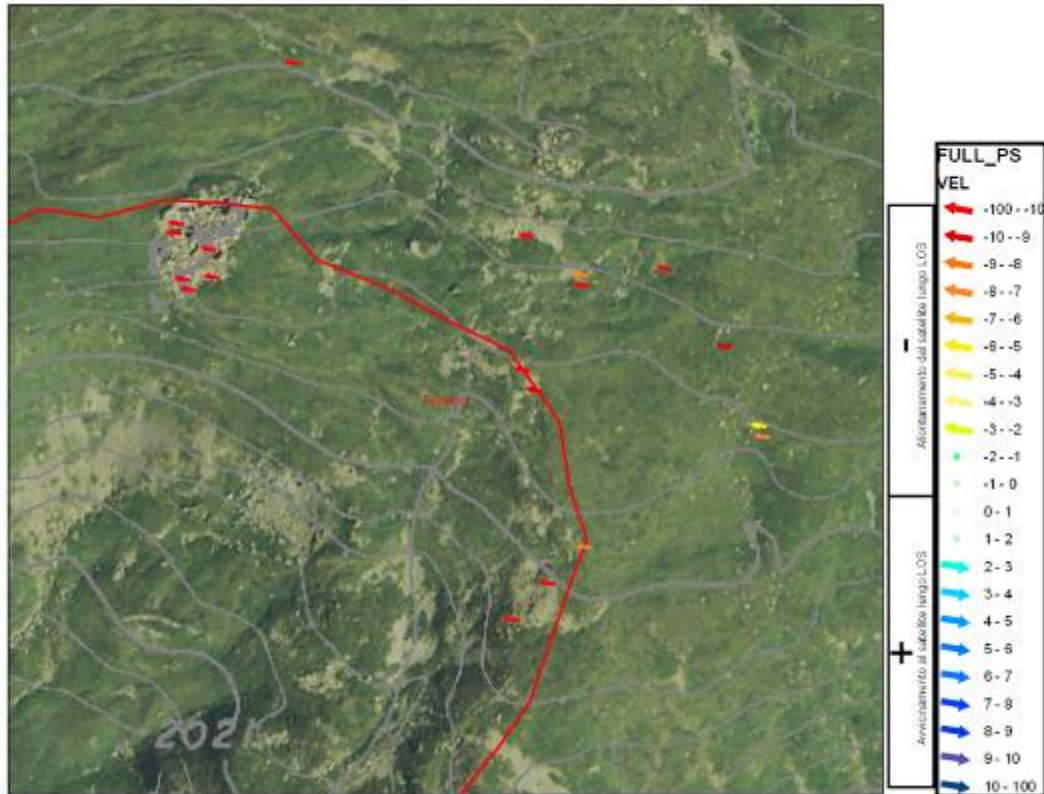 FULL_PS
VEL
-100 - -10
-10 - -9
-9 - -8
-8 - -7
-7 - -6
-6 - -5
-5 - -4
-4 - -3
-3 - -2
-2 - -1
-1 - 0
0 - 1
1 - 2
2 - 3
3 - 4
4 - 5
5 - 6
6 - 7
7 - 8
8 - 9
9 - 10
10 - 100
-
Allontanamento dal satellite lungo LOS
+
Avvicinamento al satellite lungo LOS
2021